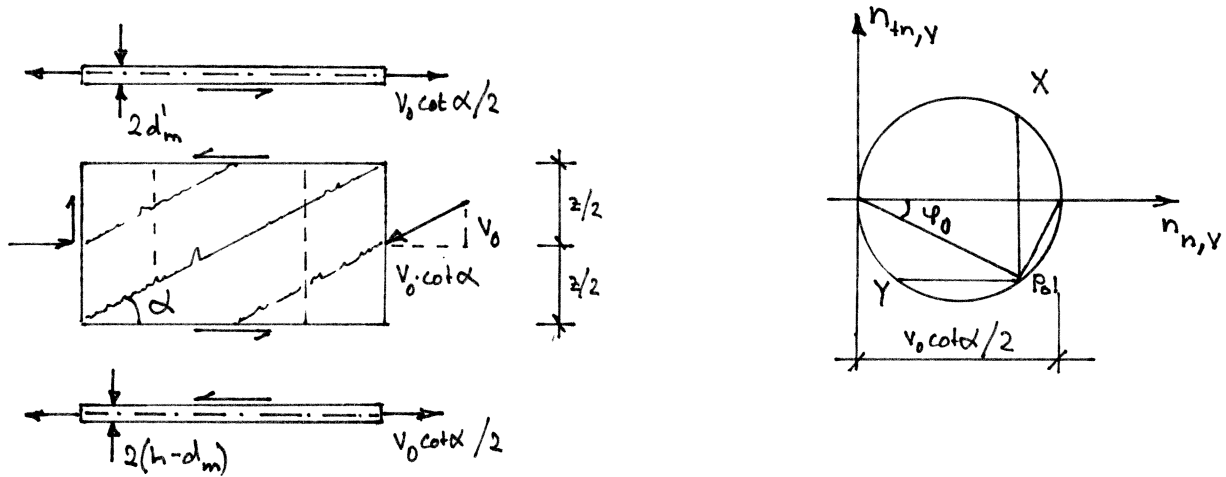 V₀ cot α/2
2d'ₘ
z/2
V₀
V₀·cot α
z/2
α
V₀ cot α/2
2(h-dₘ)
nₜₙ,ᵥ
X
φ₀
nₙ,ᵥ
Y
Pol
V₀ cot α/2